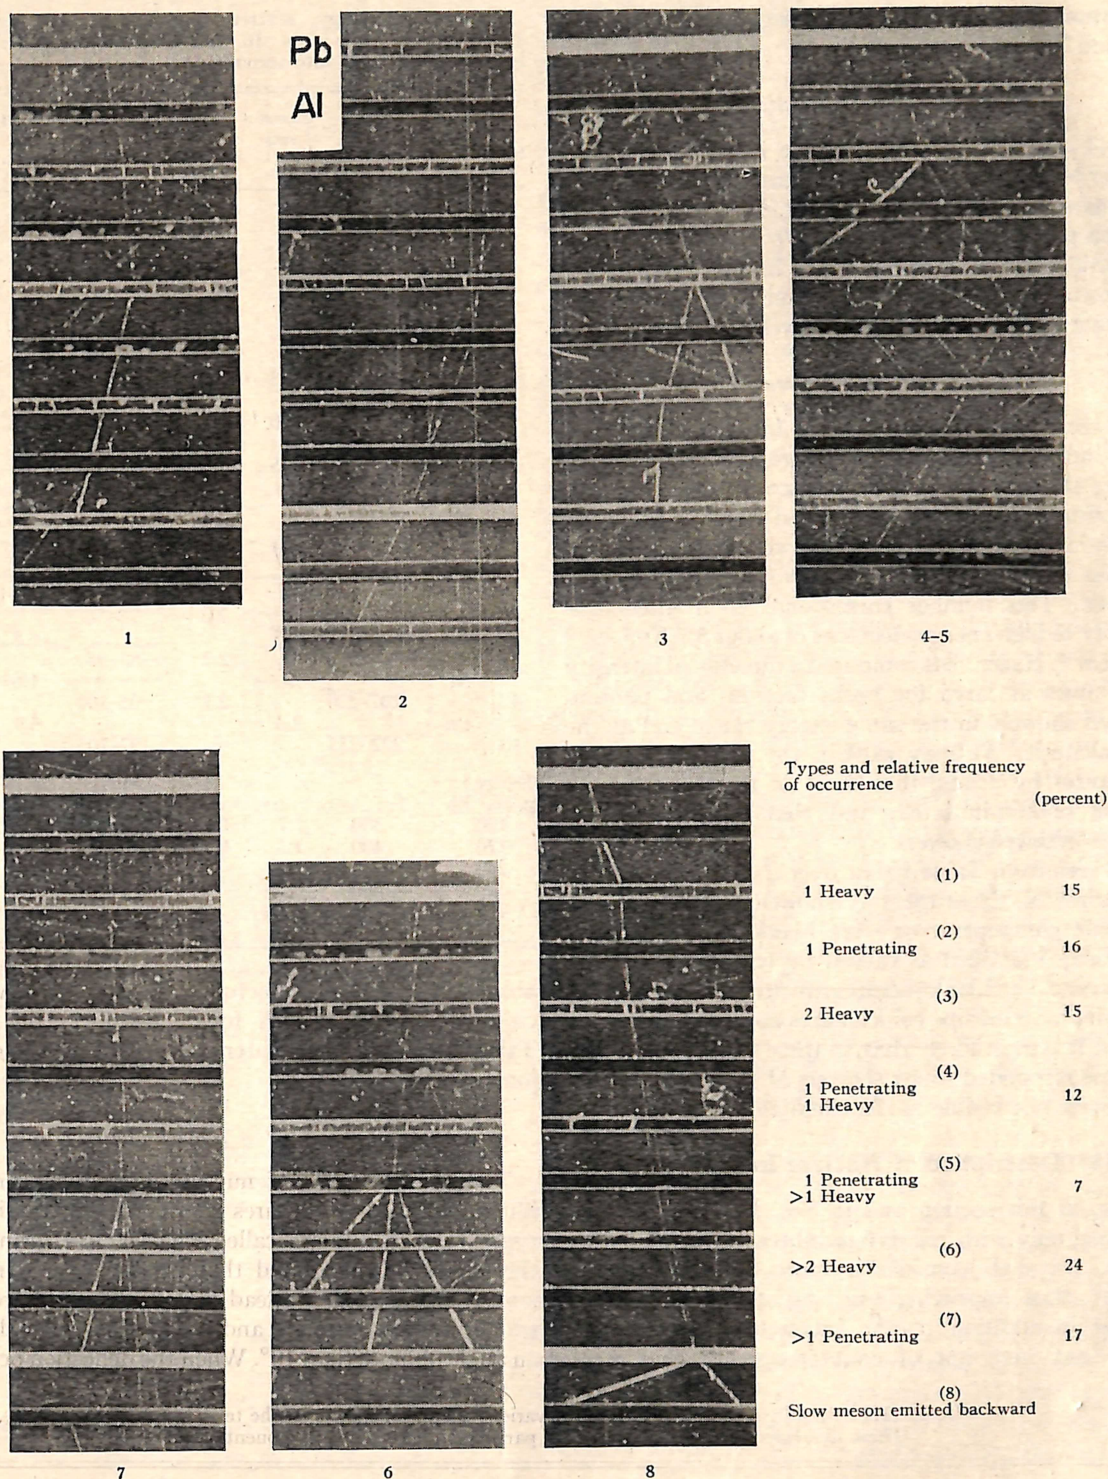 Pb
Al
1
2
3
4-5
7
6
8
Types and relative frequency
of occurrence
(percent)
(1)
1 Heavy 15
(2)
1 Penetrating 16
(3)
2 Heavy 15
(4)
1 Penetrating
1 Heavy 12
(5)
1 Penetrating
>1 Heavy 7
(6)
>2 Heavy 24
(7)
>1 Penetrating 17
(8)
Slow meson emitted backward